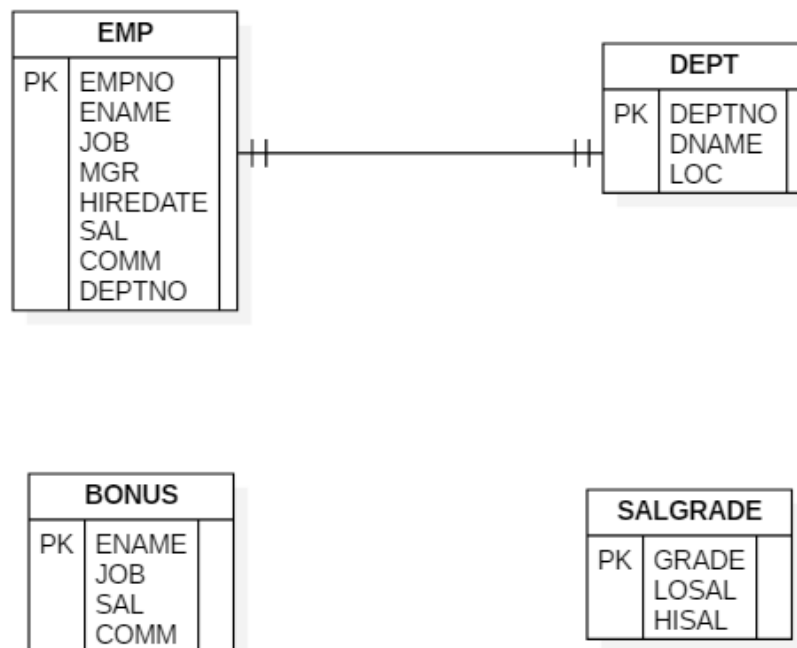 EMP
PK EMPNO
ENAME
JOB
MGR
HIREDATE
SAL
COMM
DEPTNO
DEPT
PK DEPTNO
DNAME
LOC
BONUS
PK ENAME
JOB
SAL
COMM
SALGRADE
PK GRADE
LOSAL
HISAL